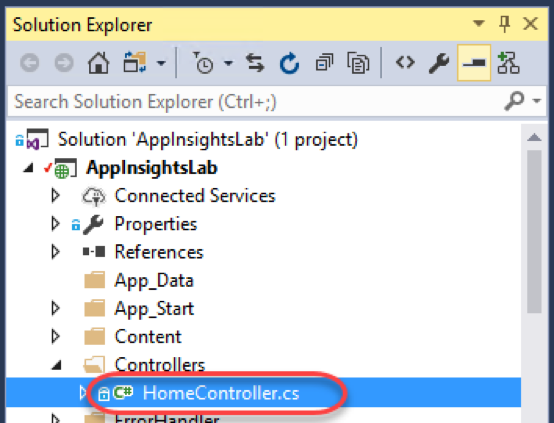 Solution Explorer
Search Solution Explorer (Ctrl+;)
Solution 'AppInsightsLab' (1 project)
AppInsightsLab
Connected Services
Properties
References
App_Data
App_Start
Content
Controllers
C# HomeController.cs
ErrorHandler